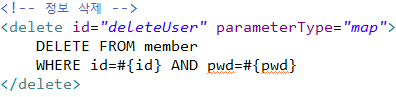 <!-- 정보 삭제 -->
<delete id="deleteUser" parameterType="map">
    DELETE FROM member
    WHERE id=#{id} AND pwd=#{pwd}
</delete>